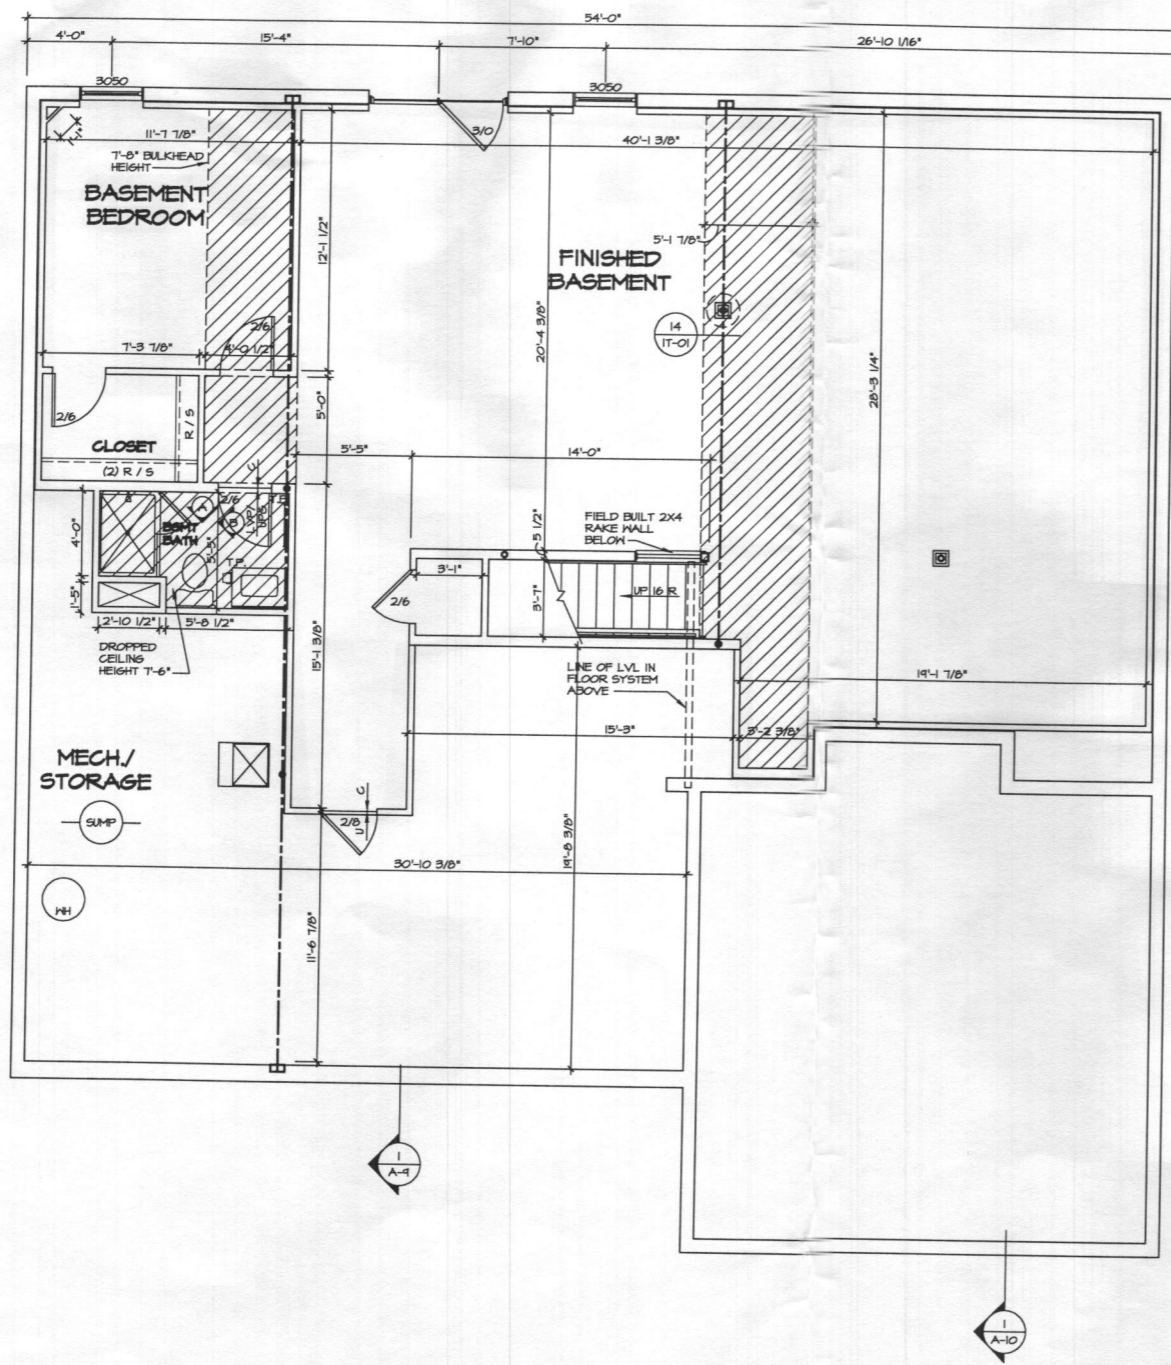 54'-0"
4'-0"
15'-4"
7'-10"
26'-10 1/16"
3050
3050
3/0
11'-7 7/8"
40'-1 3/8"
7'-8" BULKHEAD
HEIGHT
BASEMENT
BEDROOM
12'-1 1/2"
5'-1 7/8"
FINISHED
BASEMENT
14
1T-01
20'-4 3/8"
28'-3 1/4"
2/6
7'-3 7/8"
4'-0 1/2"
2/6
R / S
5'-0"
CLOSET
(2) R / S
5'-5"
14'-0"
2/6
T.B.
A
B
BSMT
BATH
4'-0"
5'-5"
T.P.
5 1/2"
FIELD BUILT 2X4
RAKE WALL
BELOW
3'-1"
2/6
3'-7"
UP 16 R
1'-5"
2'-10 1/2"
5'-8 1/2"
DROPPED
CEILING
HEIGHT 7'-6"
15'-1 3/8"
LINE OF LVL IN
FLOOR SYSTEM
ABOVE
19'-1 7/8"
15'-3"
3'-2 3/8"
MECH./
STORAGE
SUMP
C
U
2/8
19'-8 3/8"
30'-10 3/8"
WH
11'-6 7/8"
1
A-9
1
A-10